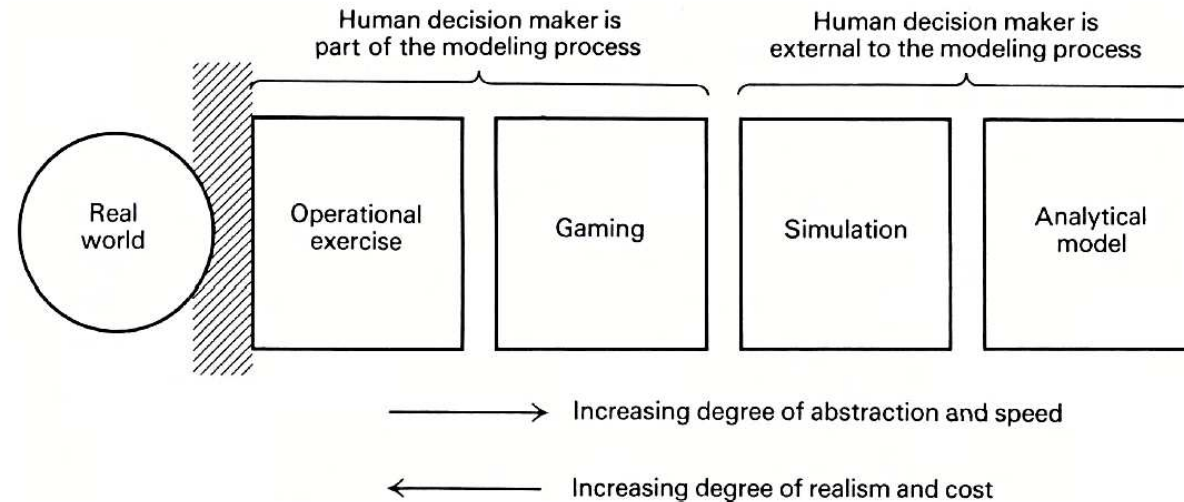 Human decision maker is
part of the modeling process
Human decision maker is
external to the modeling process
Real
world
Operational
exercise
Gaming
Simulation
Analytical
model
Increasing degree of abstraction and speed
Increasing degree of realism and cost